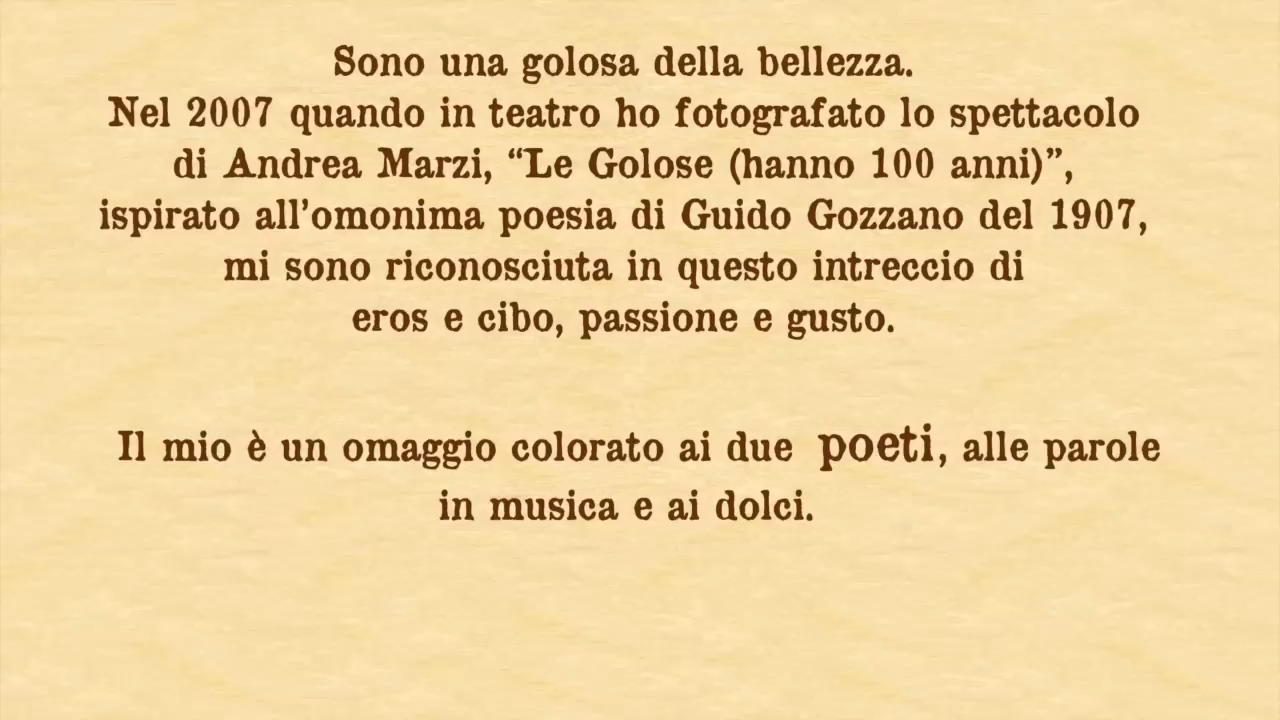 Sono una golosa della bellezza.
Nel 2007 quando in teatro ho fotografato lo spettacolo
di Andrea Marzi, “Le Golose (hanno 100 anni)”,
ispirato all’omonima poesia di Guido Gozzano del 1907,
mi sono riconosciuta in questo intreccio di
eros e cibo, passione e gusto.
Il mio è un omaggio colorato ai due poeti, alle parole
in musica e ai dolci.